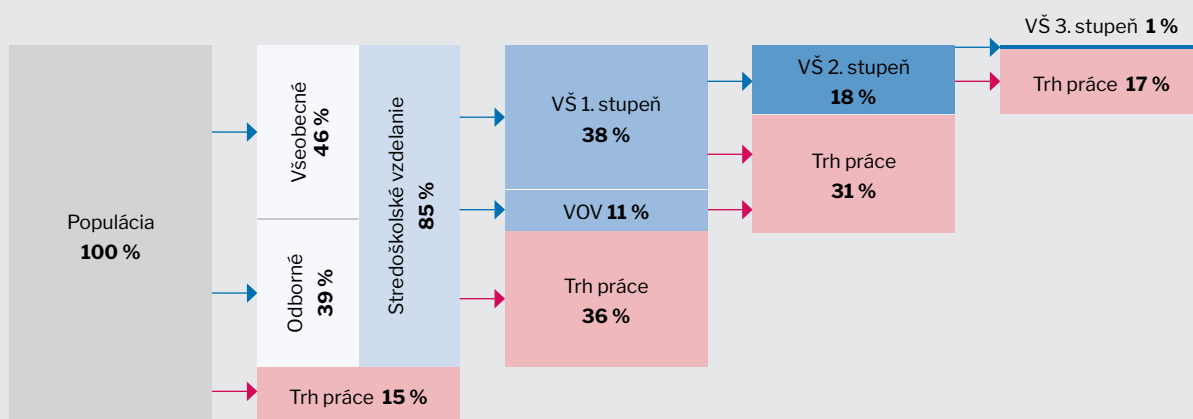 Populácia
100 %
Všeobecné
46 %
Odborné
39 %
Stredoškolské vzdelanie
85 %
Trh práce 15 %
VŠ 1. stupeň
38 %
VOV 11 %
Trh práce
36 %
VŠ 2. stupeň
18 %
Trh práce
31 %
VŠ 3. stupeň 1 %
Trh práce 17 %